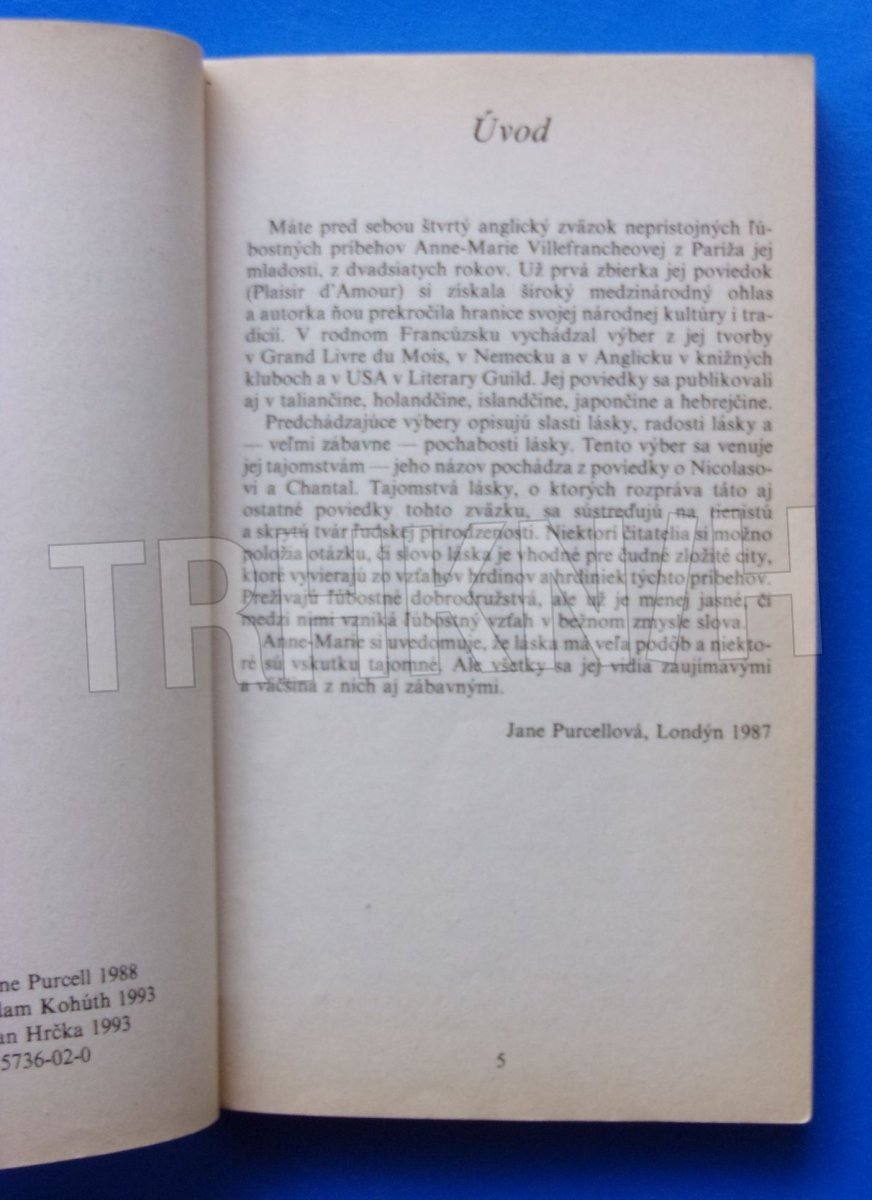 ne Purcell 1988
lam Kohúth 1993
an Hrčka 1993
5736-02-0
Úvod
Máte pred sebou štvrtý anglický zväzok nepristojných ľú-
bostných príbehov Anne-Marie Villefrancheovej z Paríža jej
mladosti, z dvadsiatych rokov. Už prvá zbierka jej poviedok
(Plaisir d'Amour) si získala široký medzinárodný ohlas
a autorka ňou prekročila hranice svojej národnej kultúry i tra-
dícií. V rodnom Francúzsku vychádzal výber z jej tvorby
v Grand Livre du Mois, v Nemecku a v Anglicku v knižných
kluboch a v USA v Literary Guild. Jej poviedky sa publikovali
aj v taliančine, holandčine, islandčine, japončine a hebrejčine.
Predchádzajúce výbery opisujú slasti lásky, radosti lásky a
— veľmi zábavne — pochabosti lásky. Tento výber sa venuje
jej tajomstvám — jeho názov pochádza z poviedky o Nicolaso-
vi a Chantal. Tajomstvá lásky, o ktorých rozpráva táto aj
ostatné poviedky tohto zväzku, sa sústreďujú na tienistú
a skrytú tvár ľudskej prirodzenosti. Niektorí čitatelia si možno
položia otázku, či slovo láska je vhodné pre čudné zložité city,
ktoré vyvierajú zo vzťahov hrdinov a hrdiniek týchto príbehov.
Prežívajú ľúbostné dobrodružstvá, ale už je menej jasné, či
medzi nimi vzniká ľúbostný vzťah v bežnom zmysle slova.
Anne-Marie si uvedomuje, že láska má veľa podôb a niekto-
ré sú vskutku tajomné. Ale všetky sa jej vidia zaujímavými
a väčšina z nich aj zábavnými.
Jane Purcellová, Londýn 1987
5
TRHKNIH